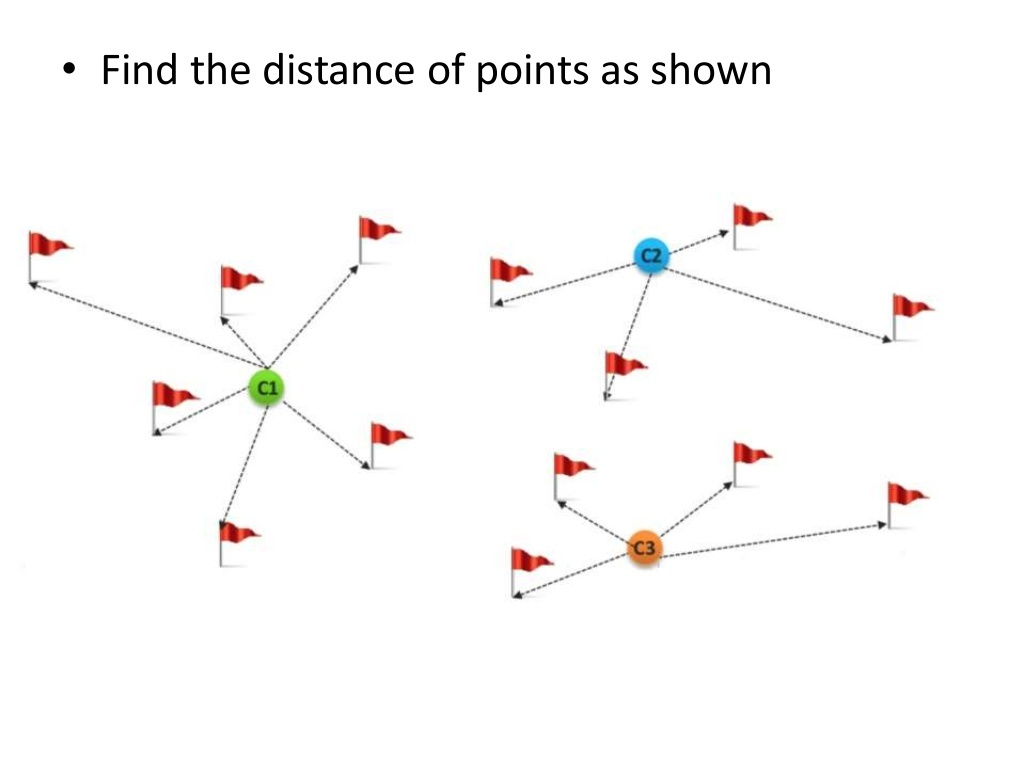 • Find the distance of points as shown
C2
C1
C3